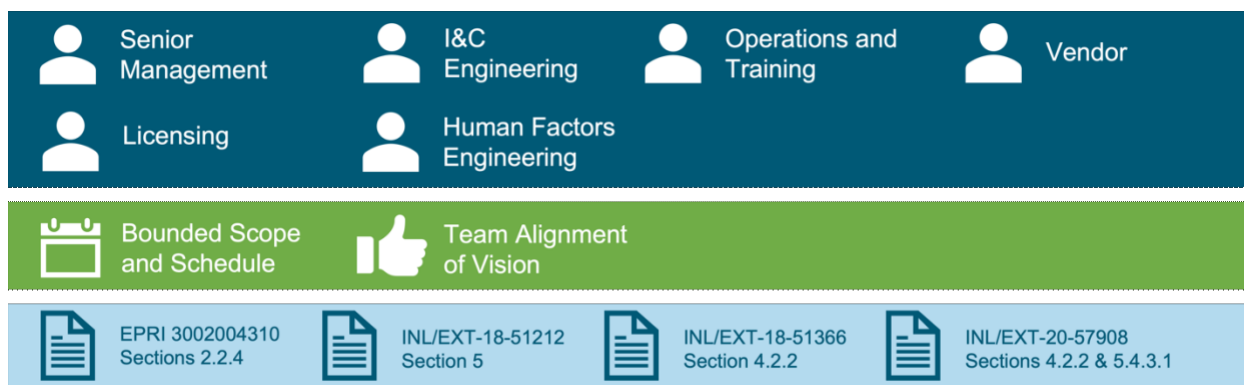 Senior
Management
I&C
Engineering
Operations and
Training
Vendor
Licensing
Human Factors
Engineering
Bounded Scope
and Schedule
Team Alignment
of Vision
EPRI 3002004310
Sections 2.2.4
INL/EXT-18-51212
Section 5
INL/EXT-18-51366
Section 4.2.2
INL/EXT-20-57908
Sections 4.2.2 & 5.4.3.1